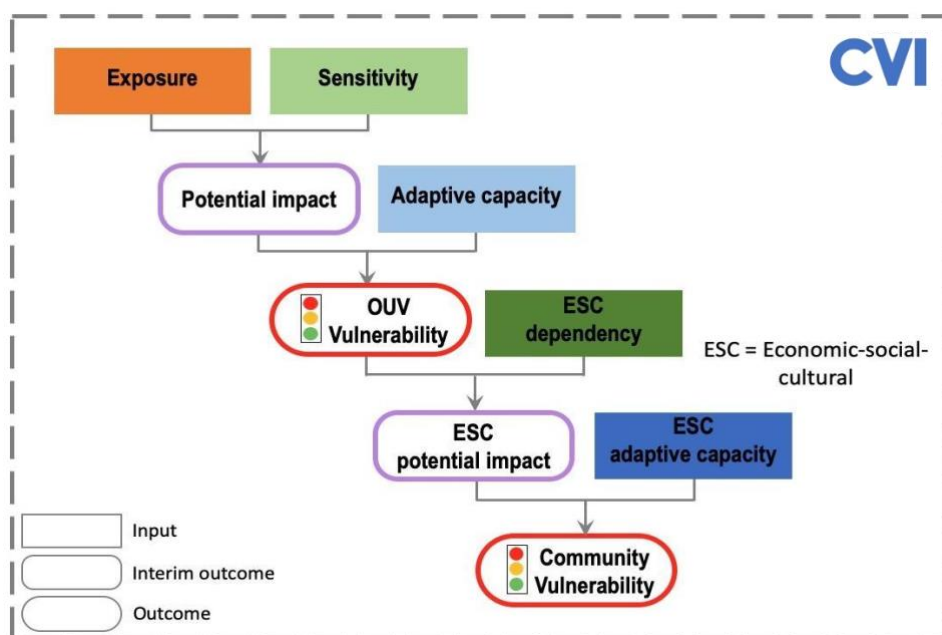 CVI
Exposure
Sensitivity
Potential impact
Adaptive capacity
OUV
Vulnerability
ESC
dependency
ESC = Economic-social-
cultural
ESC
potential impact
ESC
adaptive capacity
Community
Vulnerability
Input
Interim outcome
Outcome